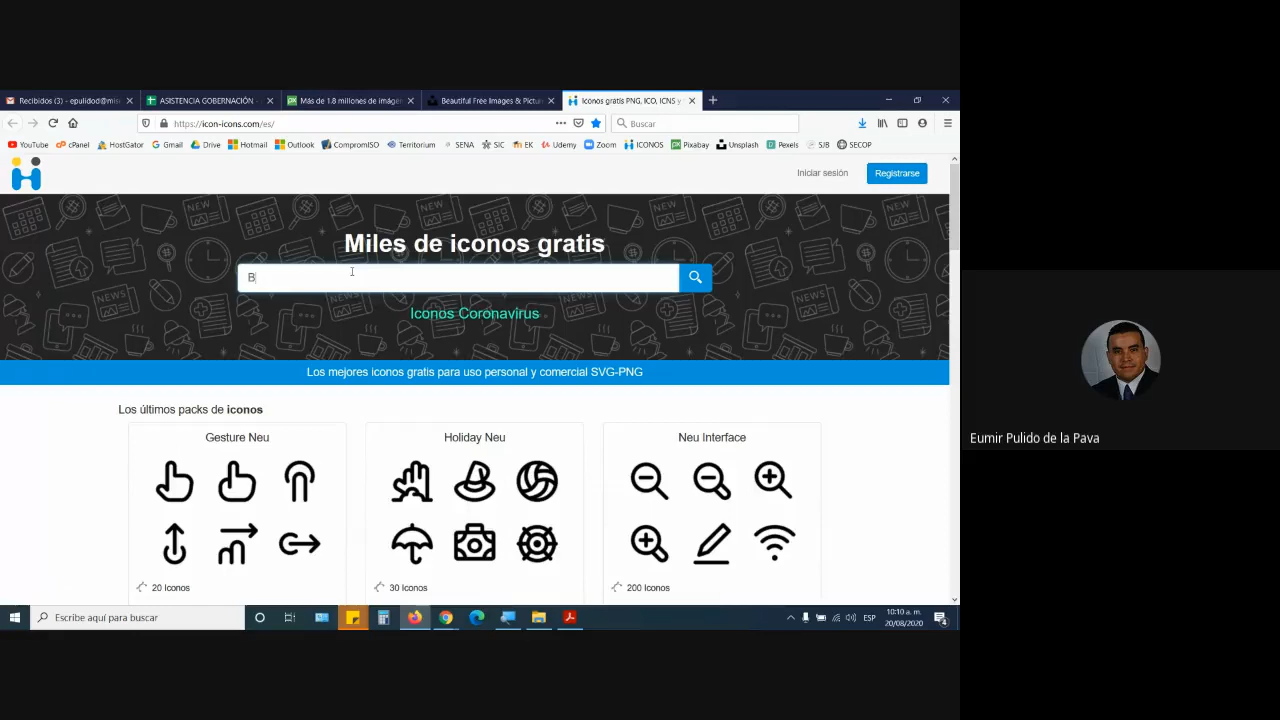 Recibidos (3) - epulidod@mis
ASISTENCIA GOBERNACIÓN -
Más de 1.8 millones de imágen
Beautiful Free Images & Pictur
Iconos gratis PNG, ICO, ICNS y
https://icon-icons.com/es/
Buscar
YouTube
cPanel
HostGator
Gmail
Drive
Hotmail
Outlook
CompromISO
Territorium
SENA
SIC
EK
Udemy
Zoom
ICONOS
Pixabay
Unsplash
Pexels
SJB
SECOP
Iniciar sesión
Registrarse
Miles de iconos gratis
B
Iconos Coronavirus
Los mejores iconos gratis para uso personal y comercial SVG-PNG
Los últimos packs de iconos
Gesture Neu
Holiday Neu
Neu Interface
20 Iconos
30 Iconos
200 Iconos
Eumir Pulido de la Pava
Escribe aquí para buscar
ESP
10:10 a. m.
20/08/2020